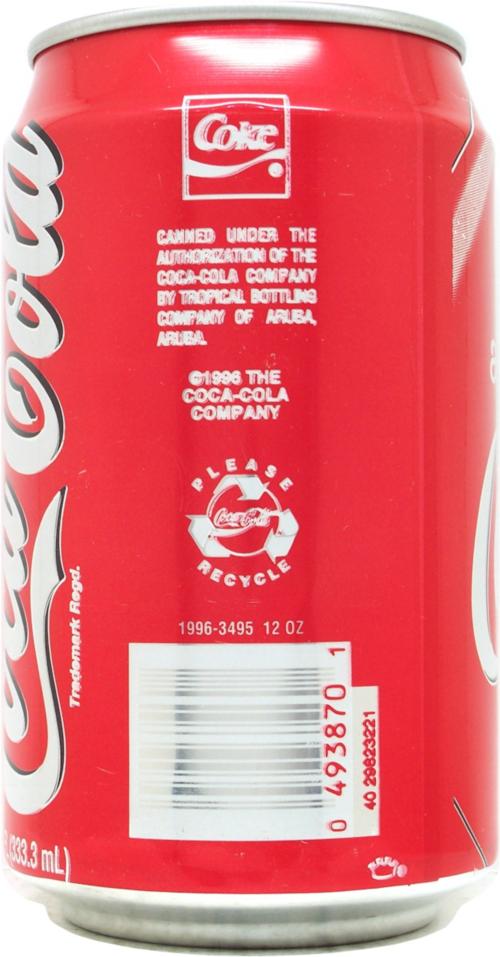 Coke
CANNED UNDER THE
AUTHORIZATION OF THE
COCA-COLA COMPANY
BY TROPICAL BOTTLING
COMPANY OF ARUBA,
ARUBA.
©1996 THE
COCA-COLA
COMPANY
PLEASE
Coca-Cola
RECYCLE
Coca-Cola
Trademark Regd.
1996-3495 12 OZ
0 493870 1
40 29823221
(333.3 mL)